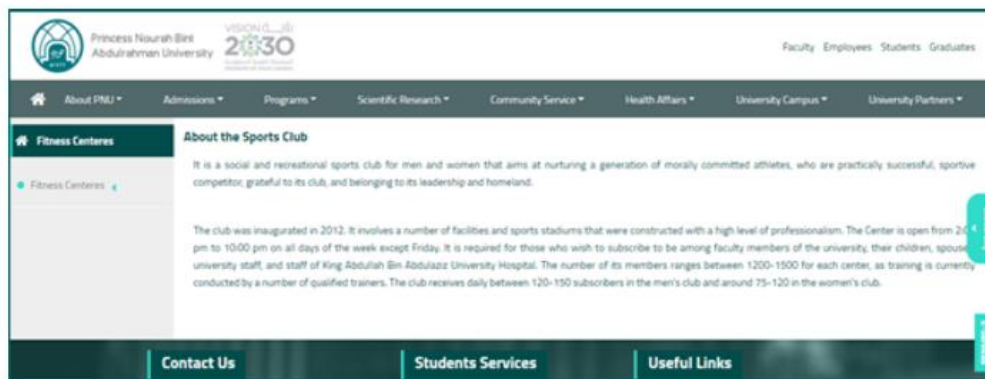 Princess Nourah Bint
Abdulrahman University
VISION رؤيــة
2030
Faculty Employees Students Graduates
About PNU Admissions Programs Scientific Research Community Service Health Affairs University Campus University Partners
Fitness Centeres
Fitness Centeres
About the Sports Club
It is a social and recreational sports club for men and women that aims at nurturing a generation of morally committed athletes, who are practically successful, sportive
competitor, grateful to its club, and belonging to its leadership and homeland.
The club was inaugurated in 2012. It involves a number of facilities and sports stadiums that were constructed with a high level of professionalism. The Center is open from
pm to 10:00 pm on all days of the week except Friday. It is required for those who wish to subscribe to be among faculty members of the university, their children, spouse
university staff, and staff of King Abdullah Bin Abdulaziz University Hospital. The number of its members ranges between 1200-1500 for each center, as training is currently
conducted by a number of qualified trainers. The club receives daily between 120-150 subscribers in the men's club and around 75-120 in the women's club.
Contact Us Students Services Useful Links